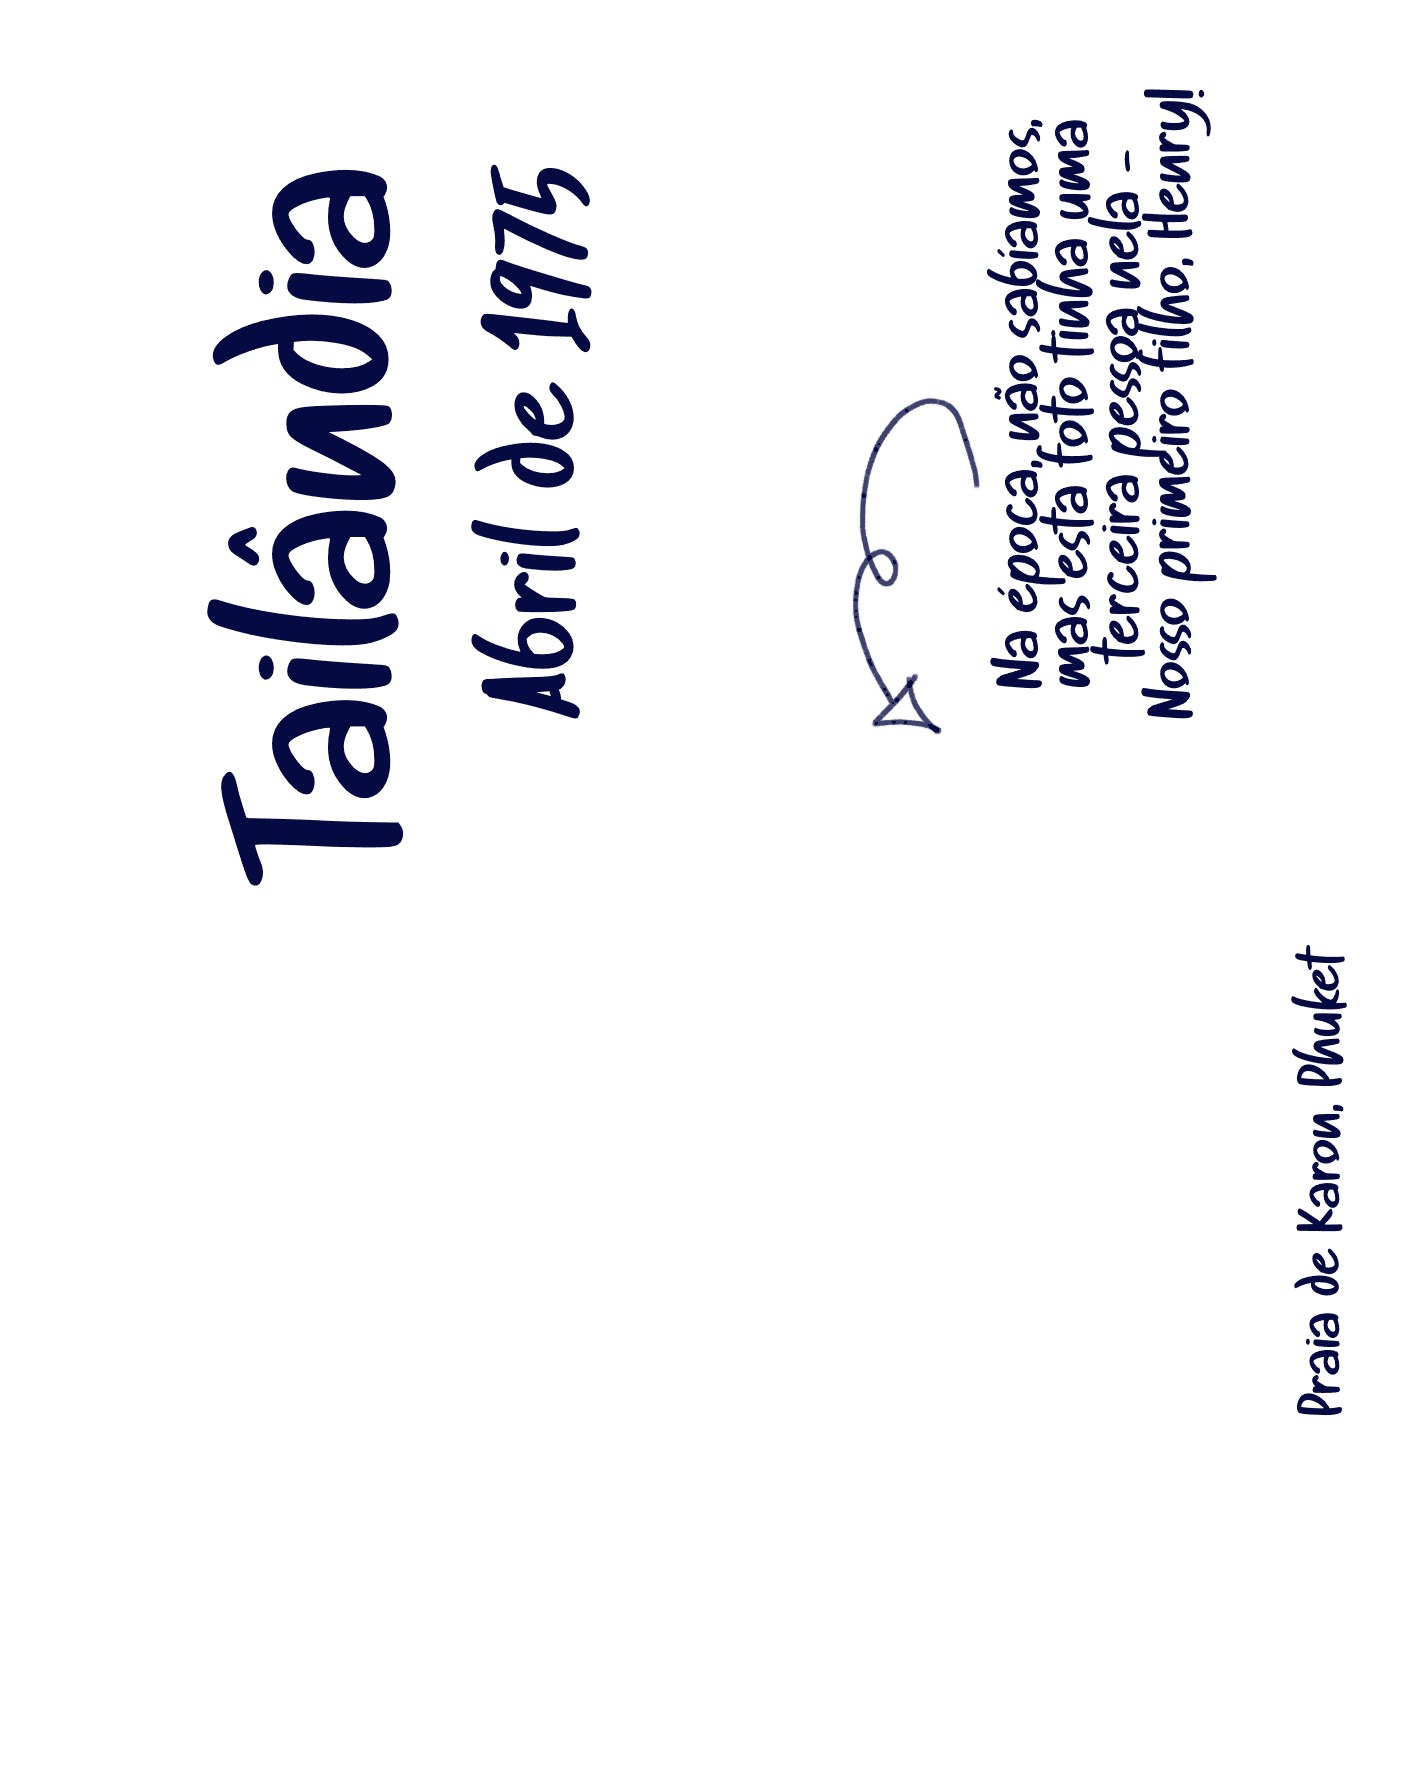 Tailândia
Abril de 1975
Na época, não sabíamos,
mas esta foto tinha uma
terceira pessoa nela -
Nosso primeiro filho, Henry!
Praia de Karon, Phuket